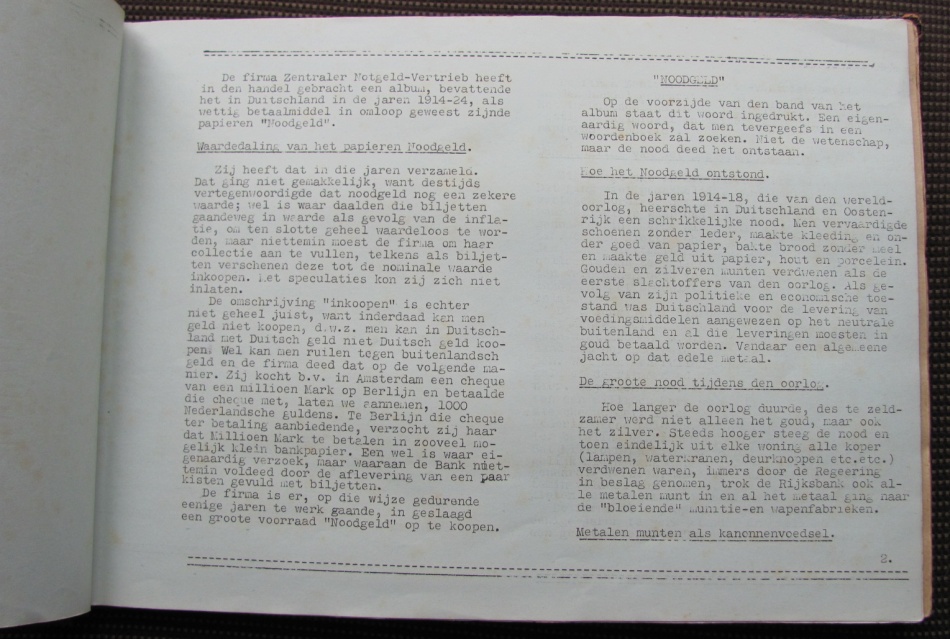 De firma Zentraler Notgeld-Vertrieb heeft
in den handel gebracht een album, bevattende
het in Duitschland in de jaren 1914-24, als
wettig betaalmiddel in omloop geweest zijnde
papieren "Noodgeld".
Waardedaling van het papieren Noodgeld.
Zij heeft dat in die jaren verzameld.
Dat ging niet gemakkelijk, want destijds
vertegenwoordigde dat noodgeld nog een zekere
waarde; wel is waar daalden die biljetten
gaandeweg in waarde als gevolg van de infla-
tie, om ten slotte geheel waardeloos te wor-
den, maar niettemin moest de firma om haar
collectie aan te vullen, telkens als biljet-
ten verschenen deze tot de nominale waarde
inkoopen. Met speculaties kon zij zich niet
inlaten.
De omschrijving "inkoopen" is echter
niet geheel juist, want inderdaad kan men
geld niet koopen, d.w.z. men kan in Duitsch-
land met Duitsch geld niet Duitsch geld koo-
pen. Wel kan men ruilen tegen buitenlandsch
geld en de firma deed dat op de volgende ma-
nier. Zij kocht b.v. in Amsterdam een cheque
van een millioen Mark op Berlijn en betaalde
die cheque met, laten we aannemen, 1000
Nederlandsche guldens. Te Berlijn die cheque
ter betaling aanbiedende, verzocht zij haar
dat Millioen Mark te betalen in zooveel mo-
gelijk klein bankpapier. Een wel is waar ei-
genaardig verzoek, maar waaraan de Bank niet-
temin voldeed door de aflevering van een paar
kisten gevuld met biljetten.
De firma is er, op die wijze gedurende
eenige jaren te werk gaande, in geslaagd
een groote voorraad "Noodgeld" op te koopen.
"NOODGELD"
Op de voorzijde van den band van het
album staat dit woord ingedrukt. Een eigen-
aardig woord, dat men tevergeefs in een
woordenboek zal zoeken. Niet de wetenschap,
maar de nood deed het ontstaan.
Hoe het Noodgeld ontstond.
In de jaren 1914-18, die van den wereld-
oorlog, heerschte in Duitschland en Oosten-
rijk een schrikkelijke nood. Men vervaardigde
schoenen zonder leder, maakte kleeding en on-
der goed van papier, bakte brood zonder meel
en maakte geld uit papier, hout en porcelein.
Gouden en zilveren munten verdwenen als de
eerste slachtoffers van den oorlog. Als ge-
volg van zijn politieke en economische toe-
stand was Duitschland voor de levering van
voedingsmiddelen aangewezen op het neutrale
buitenland en al die leveringen moesten in
goud betaald worden. Vandaar een algemeene
jacht op dat edele metaal.
De groote nood tijdens den oorlog.
Hoe langer de oorlog duurde, des te zeld-
zamer werd niet alleen het goud, maar ook
het zilver. Steeds hooger steeg de nood en
toen eindelijk uit elke woning alle koper
(lampen, waterkranen, deurknoppen etc.etc.)
verdwenen waren, immers door de Regeering
in beslag genomen, trok de Rijksbank ook al-
le metalen munt in en al het metaal ging naar
de "bloeiende" munitie-en wapenfabrieken.
Metalen munten als kanonnenvoedsel.
2.